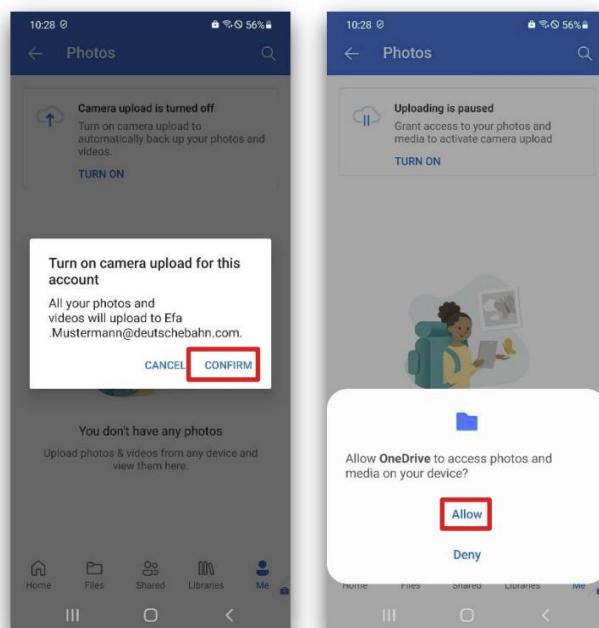 10:28 56%
Photos
Camera upload is turned off
Turn on camera upload to
automatically back up your photos and
videos.
TURN ON
Turn on camera upload for this
account
All your photos and
videos will upload to Efa
.Mustermann@deutschebahn.com.
CANCEL CONFIRM
You don't have any photos
Upload photos & videos from any device and
view them here.
Home Files Shared Libraries Me
10:28 56%
Photos
Uploading is paused
Grant access to your photos and
media to activate camera upload
TURN ON
Allow OneDrive to access photos and
media on your device?
Allow
Deny
Home Files Shared Libraries Me